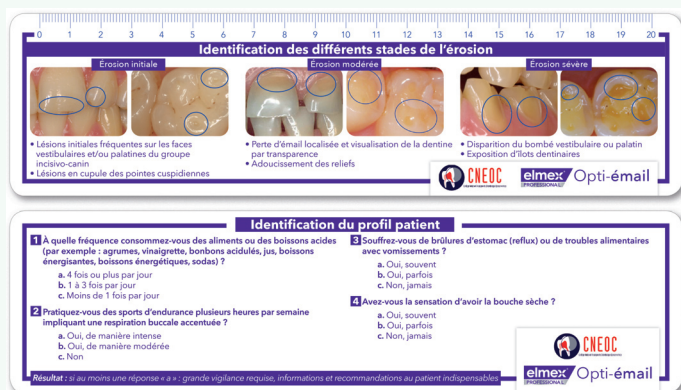 0 1 2 3 4 5 6 7 8 9 10 11 12 13 14 15 16 17 18 19 20
Identification des différents stades de l'érosion
Érosion initiale
Érosion modérée
Érosion sévère
• Lésions initiales fréquentes sur les faces
vestibulaires et/ou palatines du groupe
incisivo-canin
• Lésions en cupule des pointes cuspidiennes
• Perte d'émail localisée et visualisation de la dentine
par transparence
• Adoucissement des reliefs
• Disparition du bombé vestibulaire ou palatin
• Exposition d'îlots dentinaires
CNEOC
elmex Opti-émail
PROFESSIONAL
Identification du profil patient
1 À quelle fréquence consommez-vous des aliments ou des boissons acides
(par exemple : agrumes, vinaigrette, bonbons acidulés, jus, boissons
énergisantes, boissons énergétiques, sodas) ?
a. 4 fois ou plus par jour
b. 1 à 3 fois par jour
c. Moins de 1 fois par jour
2 Pratiquez-vous des sports d'endurance plusieurs heures par semaine
impliquant une respiration buccale accentuée ?
a. Oui, de manière intense
b. Oui, de manière modérée
c. Non
3 Souffrez-vous de brûlures d'estomac (reflux) ou de troubles alimentaires
avec vomissements ?
a. Oui, souvent
b. Oui, parfois
c. Non, jamais
4 Avez-vous la sensation d'avoir la bouche sèche ?
a. Oui, souvent
b. Oui, parfois
c. Non, jamais
Résultat : si au moins une réponse « a » : grande vigilance requise, informations et recommandations au patient indispensables
CNEOC
elmex Opti-émail
PROFESSIONAL